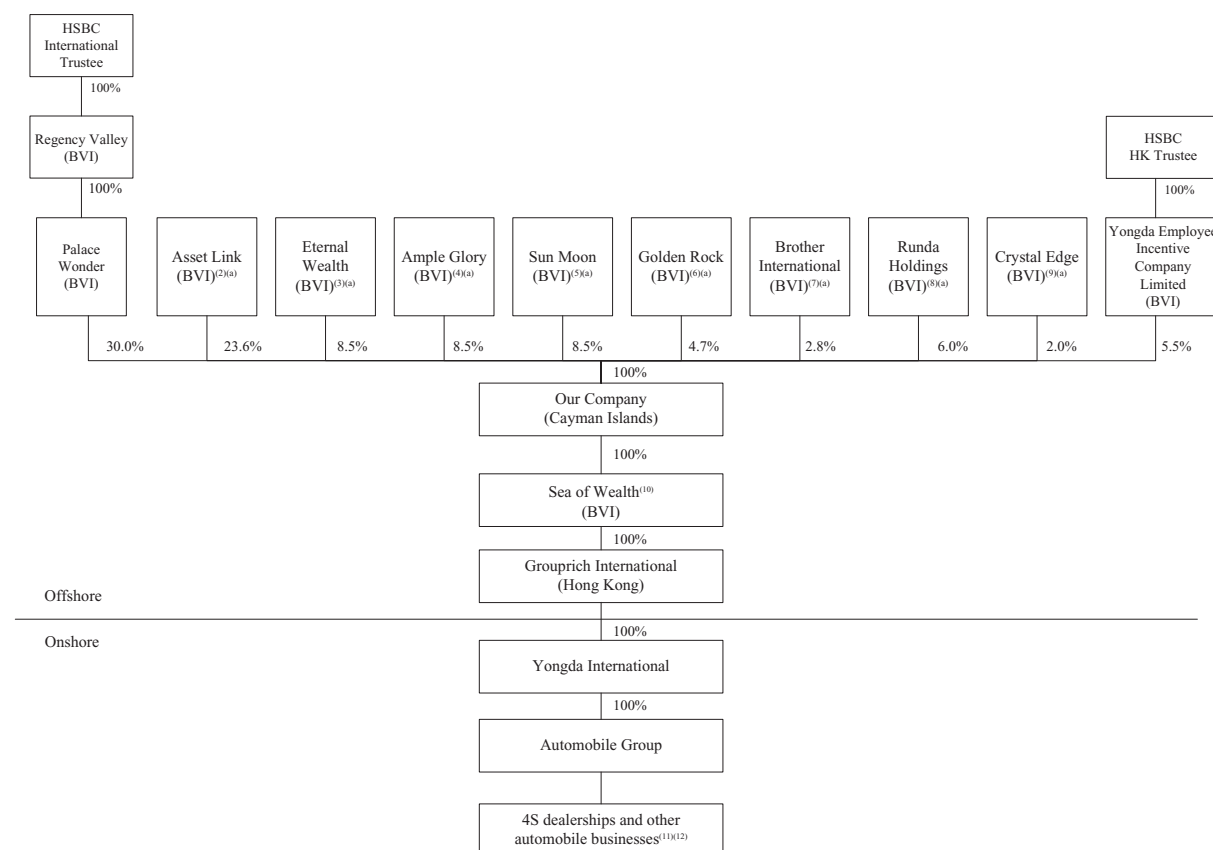 HSBC
International
Trustee
100%
Regency Valley
(BVI)
HSBC
HK Trustee
100%
100%
Palace
Wonder
(BVI)
Asset Link
(BVI)(2)(a)
Eternal
Wealth
(BVI)(3)(a)
Ample Glory
(BVI)(4)(a)
Sun Moon
(BVI)(5)(a)
Golden Rock
(BVI)(6)(a)
Brother
International
(BVI)(7)(a)
Runda
Holdings
(BVI)(8)(a)
Crystal Edge
(BVI)(9)(a)
Yongda Employee
Incentive
Company
Limited
(BVI)
30.0%
23.6%
8.5%
8.5%
8.5%
4.7%
2.8%
6.0%
2.0%
5.5%
100%
Our Company
(Cayman Islands)
100%
Sea of Wealth(10)
(BVI)
100%
Grouprich International
(Hong Kong)
Offshore
Onshore
100%
Yongda International
100%
Automobile Group
4S dealerships and other
automobile businesses(11)(12)